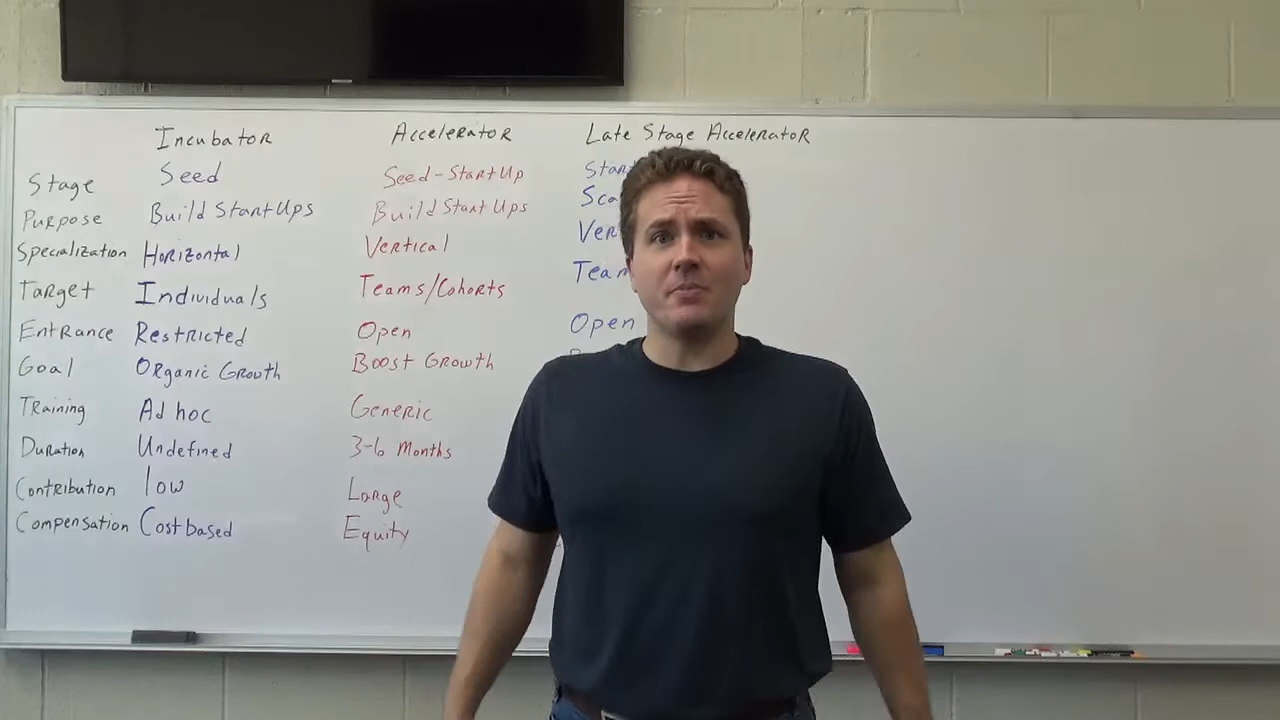 Incubator Accelerator Late Stage Accelerator
Stage Seed Seed-StartUp
Purpose Build StartUps Build StartUps
Specialization Horizontal Vertical
Target Individuals Teams/Cohorts
Entrance Restricted Open Open
Goal Organic Growth Boost Growth
Training Ad hoc Generic
Duration Undefined 3-6 Months
Contribution low Large
Compensation Cost based Equity